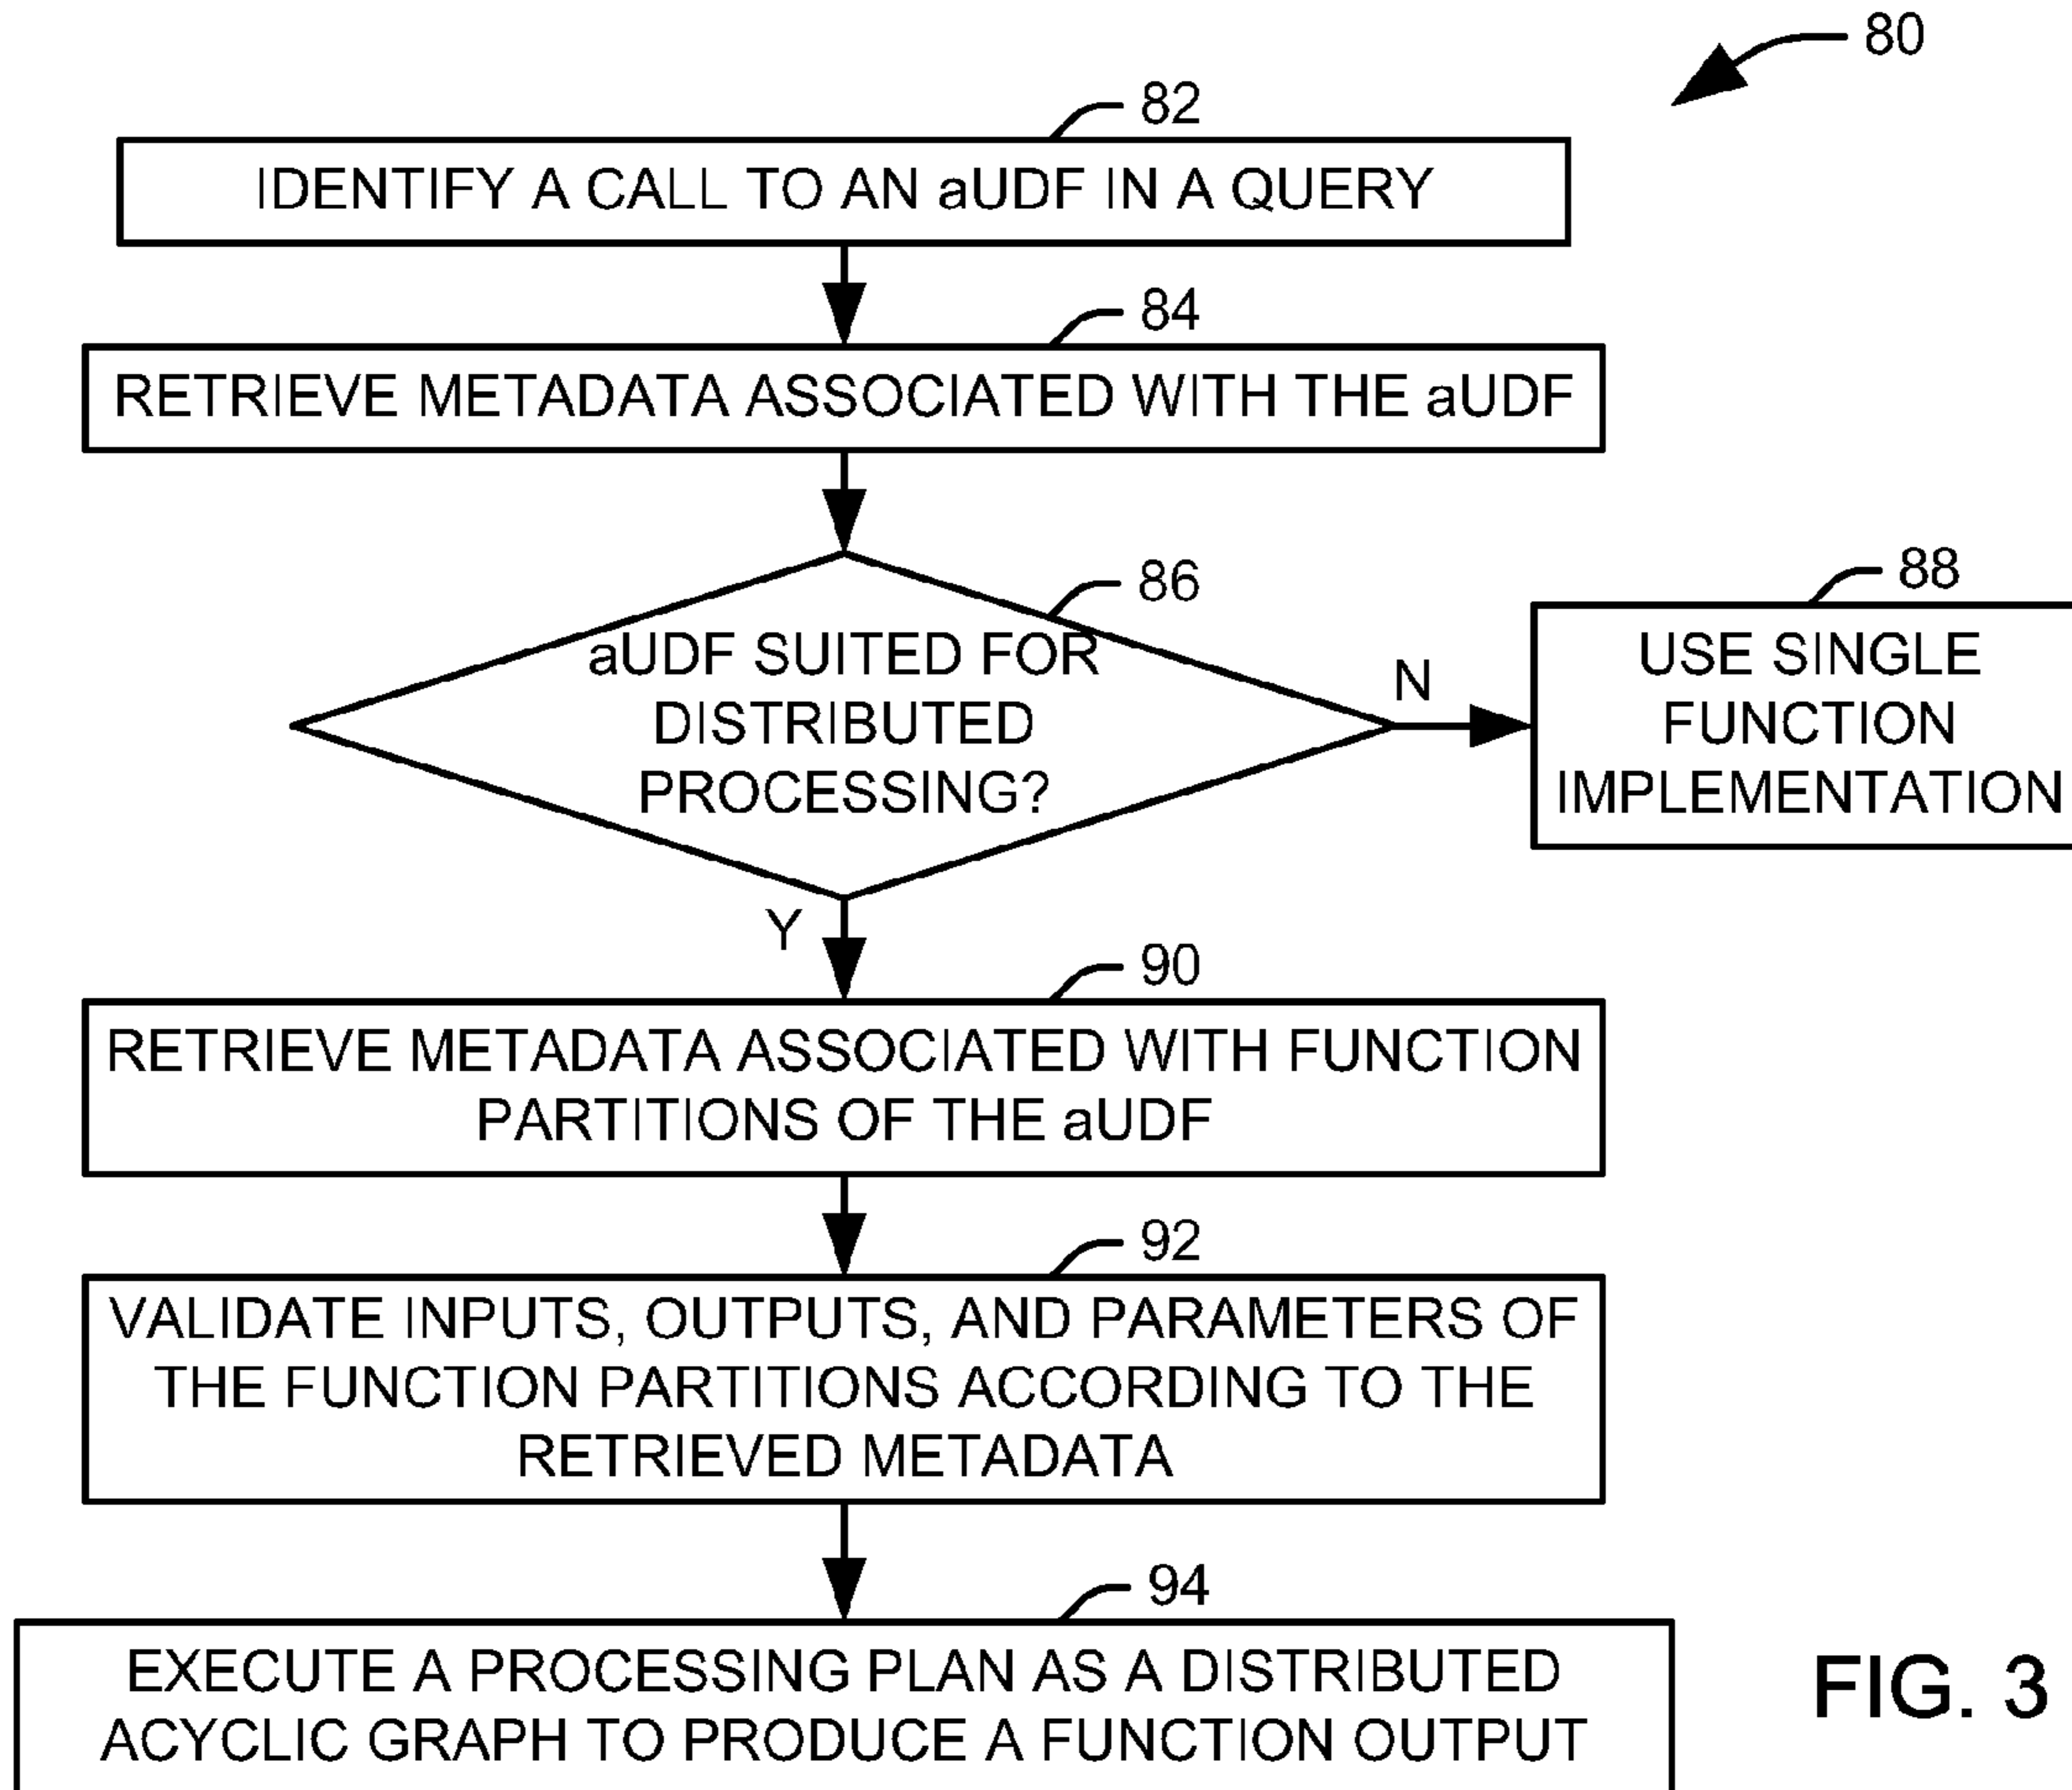 80
82
IDENTIFY A CALL TO AN aUDF IN A QUERY
84
RETRIEVE METADATA ASSOCIATED WITH THE aUDF
86
aUDF SUITED FOR
DISTRIBUTED
PROCESSING?
N
88
USE SINGLE
FUNCTION
IMPLEMENTATION
Y
90
RETRIEVE METADATA ASSOCIATED WITH FUNCTION
PARTITIONS OF THE aUDF
92
VALIDATE INPUTS, OUTPUTS, AND PARAMETERS OF
THE FUNCTION PARTITIONS ACCORDING TO THE
RETRIEVED METADATA
94
EXECUTE A PROCESSING PLAN AS A DISTRIBUTED
ACYCLIC GRAPH TO PRODUCE A FUNCTION OUTPUT
FIG. 3